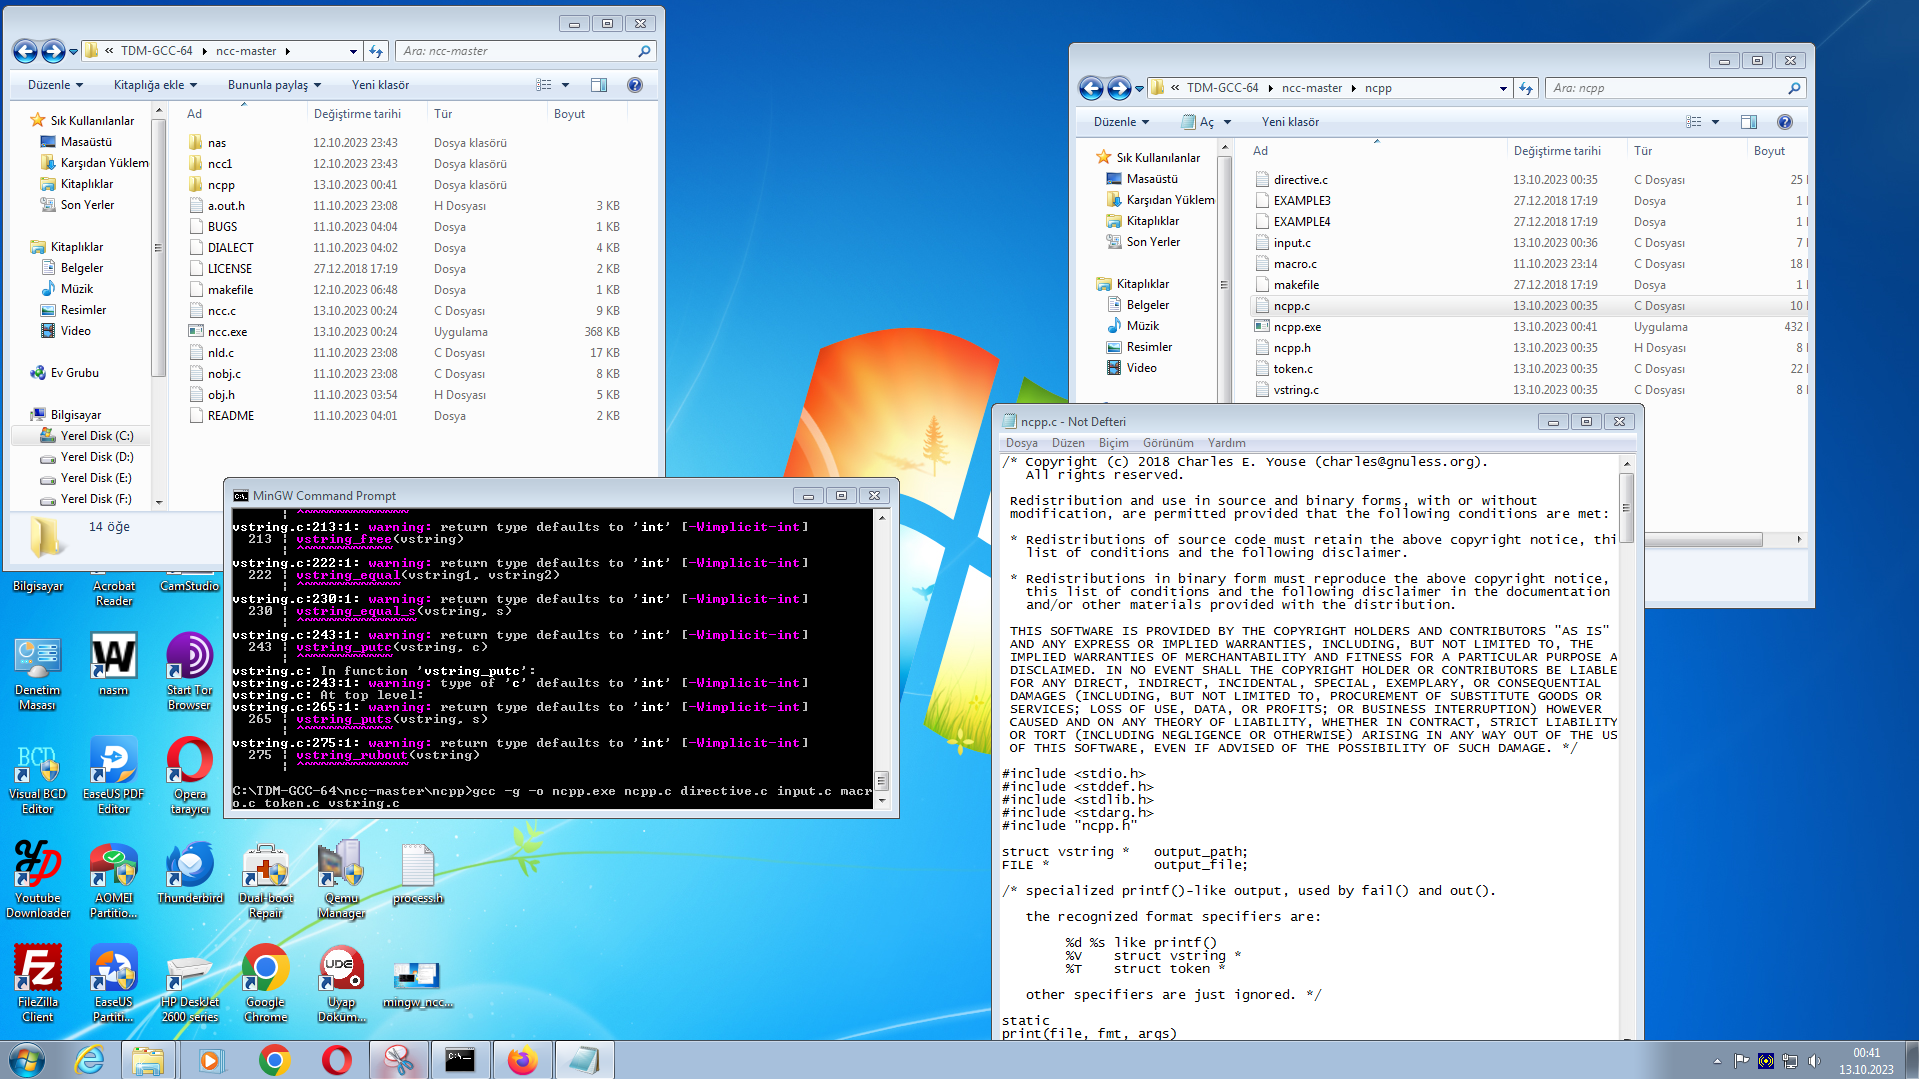 « TDM-GCC-64 ▸ ncc-master ▸
Ara: ncc-master
Düzenle Kitaplığa ekle Bununla paylaş Yeni klasör
Sık Kullanılanlar
Masaüstü
Karşıdan Yüklem
Kitaplıklar
Son Yerler
Kitaplıklar
Belgeler
Müzik
Resimler
Video
Ev Grubu
Bilgisayar
Yerel Disk (C:)
Yerel Disk (D:)
Yerel Disk (E:)
Yerel Disk (F:)
Ad Değiştirme tarihi Tür Boyut
nas 12.10.2023 23:43 Dosya klasörü
ncc1 12.10.2023 23:43 Dosya klasörü
ncpp 13.10.2023 00:41 Dosya klasörü
a.out.h 11.10.2023 23:08 H Dosyası 3 KB
BUGS 11.10.2023 04:04 Dosya 1 KB
DIALECT 11.10.2023 04:02 Dosya 4 KB
LICENSE 27.12.2018 17:19 Dosya 2 KB
makefile 12.10.2023 06:48 Dosya 1 KB
ncc.c 13.10.2023 00:24 C Dosyası 9 KB
ncc.exe 13.10.2023 00:24 Uygulama 368 KB
nld.c 11.10.2023 23:08 C Dosyası 17 KB
nobj.c 11.10.2023 23:08 C Dosyası 8 KB
obj.h 11.10.2023 03:54 H Dosyası 5 KB
README 11.10.2023 04:01 Dosya 2 KB
14 öğe
« TDM-GCC-64 ▸ ncc-master ▸ ncpp
Ara: ncpp
Düzenle Aç Yeni klasör
Sık Kullanılanlar
Masaüstü
Karşıdan Yüklem
Kitaplıklar
Son Yerler
Kitaplıklar
Belgeler
Müzik
Resimler
Video
Ad Değiştirme tarihi Tür Boyut
directive.c 13.10.2023 00:35 C Dosyası 25
EXAMPLE3 27.12.2018 17:19 Dosya 1
EXAMPLE4 27.12.2018 17:19 Dosya 1
input.c 13.10.2023 00:36 C Dosyası 7
macro.c 11.10.2023 23:14 C Dosyası 18
makefile 27.12.2018 17:19 Dosya 1
ncpp.c 13.10.2023 00:35 C Dosyası 10
ncpp.exe 13.10.2023 00:41 Uygulama 432
ncpp.h 13.10.2023 00:35 H Dosyası 8
token.c 13.10.2023 00:35 C Dosyası 22
vstring.c 13.10.2023 00:35 C Dosyası 8
MinGW Command Prompt
vstring.c:213:1: warning: return type defaults to 'int' [-Wimplicit-int]
213 | vstring_free(vstring)
| ^~~~~~~~~~~~
vstring.c:222:1: warning: return type defaults to 'int' [-Wimplicit-int]
222 | vstring_equal(vstring1, vstring2)
| ^~~~~~~~~~~~~
vstring.c:230:1: warning: return type defaults to 'int' [-Wimplicit-int]
230 | vstring_equal_s(vstring, s)
| ^~~~~~~~~~~~~~~
vstring.c:243:1: warning: return type defaults to 'int' [-Wimplicit-int]
243 | vstring_putc(vstring, c)
| ^~~~~~~~~~~~
vstring.c: In function 'vstring_putc':
vstring.c:243:1: warning: type of 'c' defaults to 'int' [-Wimplicit-int]
vstring.c: At top level:
vstring.c:265:1: warning: return type defaults to 'int' [-Wimplicit-int]
265 | vstring_puts(vstring, s)
| ^~~~~~~~~~~~
vstring.c:275:1: warning: return type defaults to 'int' [-Wimplicit-int]
275 | vstring_rubout(vstring)
| ^~~~~~~~~~~~~~
C:\TDM-GCC-64\ncc-master\ncpp>gcc -g -o ncpp.exe ncpp.c directive.c input.c macr
o.c token.c vstring.c
ncpp.c - Not Defteri
Dosya Düzen Biçim Görünüm Yardım
/* Copyright (c) 2018 Charles E. Youse (charles@gnuless.org).
All rights reserved.
Redistribution and use in source and binary forms, with or without
modification, are permitted provided that the following conditions are met:
* Redistributions of source code must retain the above copyright notice, thi
list of conditions and the following disclaimer.
* Redistributions in binary form must reproduce the above copyright notice,
this list of conditions and the following disclaimer in the documentation
and/or other materials provided with the distribution.
THIS SOFTWARE IS PROVIDED BY THE COPYRIGHT HOLDERS AND CONTRIBUTORS "AS IS"
AND ANY EXPRESS OR IMPLIED WARRANTIES, INCLUDING, BUT NOT LIMITED TO, THE
IMPLIED WARRANTIES OF MERCHANTABILITY AND FITNESS FOR A PARTICULAR PURPOSE A
DISCLAIMED. IN NO EVENT SHALL THE COPYRIGHT HOLDER OR CONTRIBUTORS BE LIABLE
FOR ANY DIRECT, INDIRECT, INCIDENTAL, SPECIAL, EXEMPLARY, OR CONSEQUENTIAL
DAMAGES (INCLUDING, BUT NOT LIMITED TO, PROCUREMENT OF SUBSTITUTE GOODS OR
SERVICES; LOSS OF USE, DATA, OR PROFITS; OR BUSINESS INTERRUPTION) HOWEVER
CAUSED AND ON ANY THEORY OF LIABILITY, WHETHER IN CONTRACT, STRICT LIABILITY
OR TORT (INCLUDING NEGLIGENCE OR OTHERWISE) ARISING IN ANY WAY OUT OF THE US
OF THIS SOFTWARE, EVEN IF ADVISED OF THE POSSIBILITY OF SUCH DAMAGE. */
#include <stdio.h>
#include <stddef.h>
#include <stdlib.h>
#include <stdarg.h>
#include "ncpp.h"
struct vstring * output_path;
FILE * output_file;
/* specialized printf()-like output, used by fail() and out().
the recognized format specifiers are:
%d %s like printf()
%V struct vstring *
%T struct token *
other specifiers are just ignored. */
static
print(file, fmt, args)
Bilgisayar
Acrobat Reader
CamStudio
Denetim Masası
nasm
Start Tor Browser
BCD
Visual BCD Editor
EaseUS PDF Editor
Opera tarayıcı
Youtube Downloader
AOMEI Partitio...
Thunderbird
Dual-boot Repair
Qemu Manager
process.h
FileZilla Client
EaseUS Partiti...
HP DeskJet 2600 series
Google Chrome
UDE
Uyap Doküm...
mingw_ncc...
00:41
13.10.2023